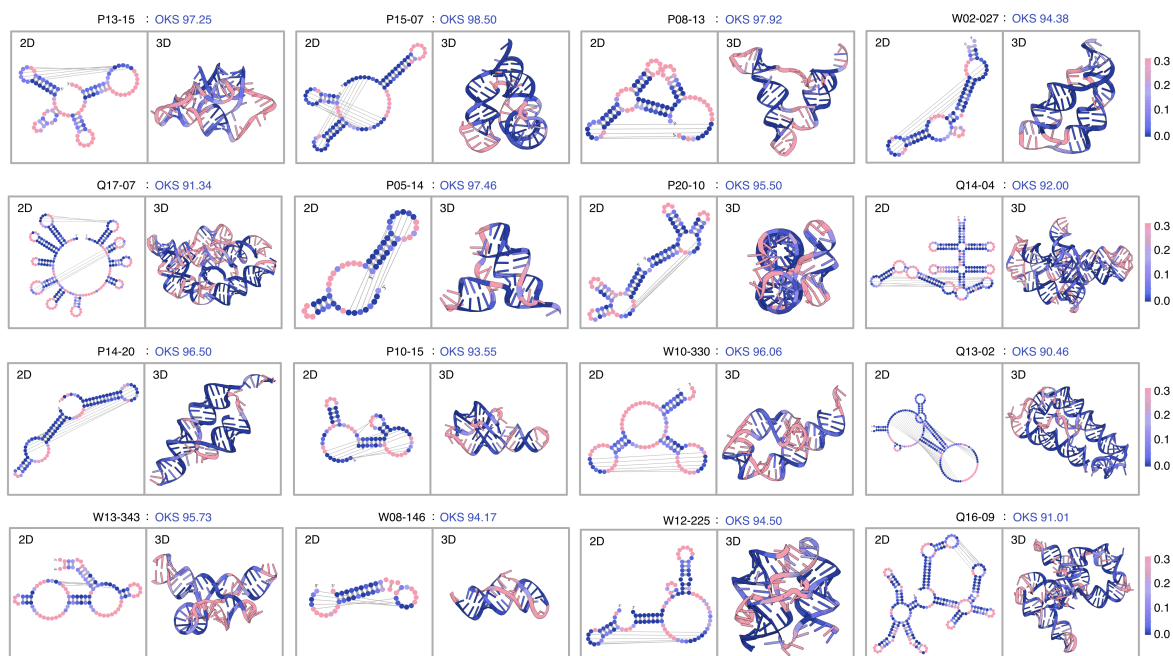 P13-15 : OKS 97.25
P15-07 : OKS 98.50
P08-13 : OKS 97.92
W02-027 : OKS 94.38
2D 3D 2D 3D 2D 3D 2D 3D
0.3
0.2
0.1
0.0
Q17-07 : OKS 91.34
P05-14 : OKS 97.46
P20-10 : OKS 95.50
Q14-04 : OKS 92.00
2D 3D 2D 3D 2D 3D 2D 3D
0.3
0.2
0.1
0.0
P14-20 : OKS 96.50
P10-15 : OKS 93.55
W10-330 : OKS 96.06
Q13-02 : OKS 90.46
2D 3D 2D 3D 2D 3D 2D 3D
0.3
0.2
0.1
0.0
W13-343 : OKS 95.73
W08-146 : OKS 94.17
W12-225 : OKS 94.50
Q16-09 : OKS 91.01
2D 3D 2D 3D 2D 3D 2D 3D
0.3
0.2
0.1
0.0